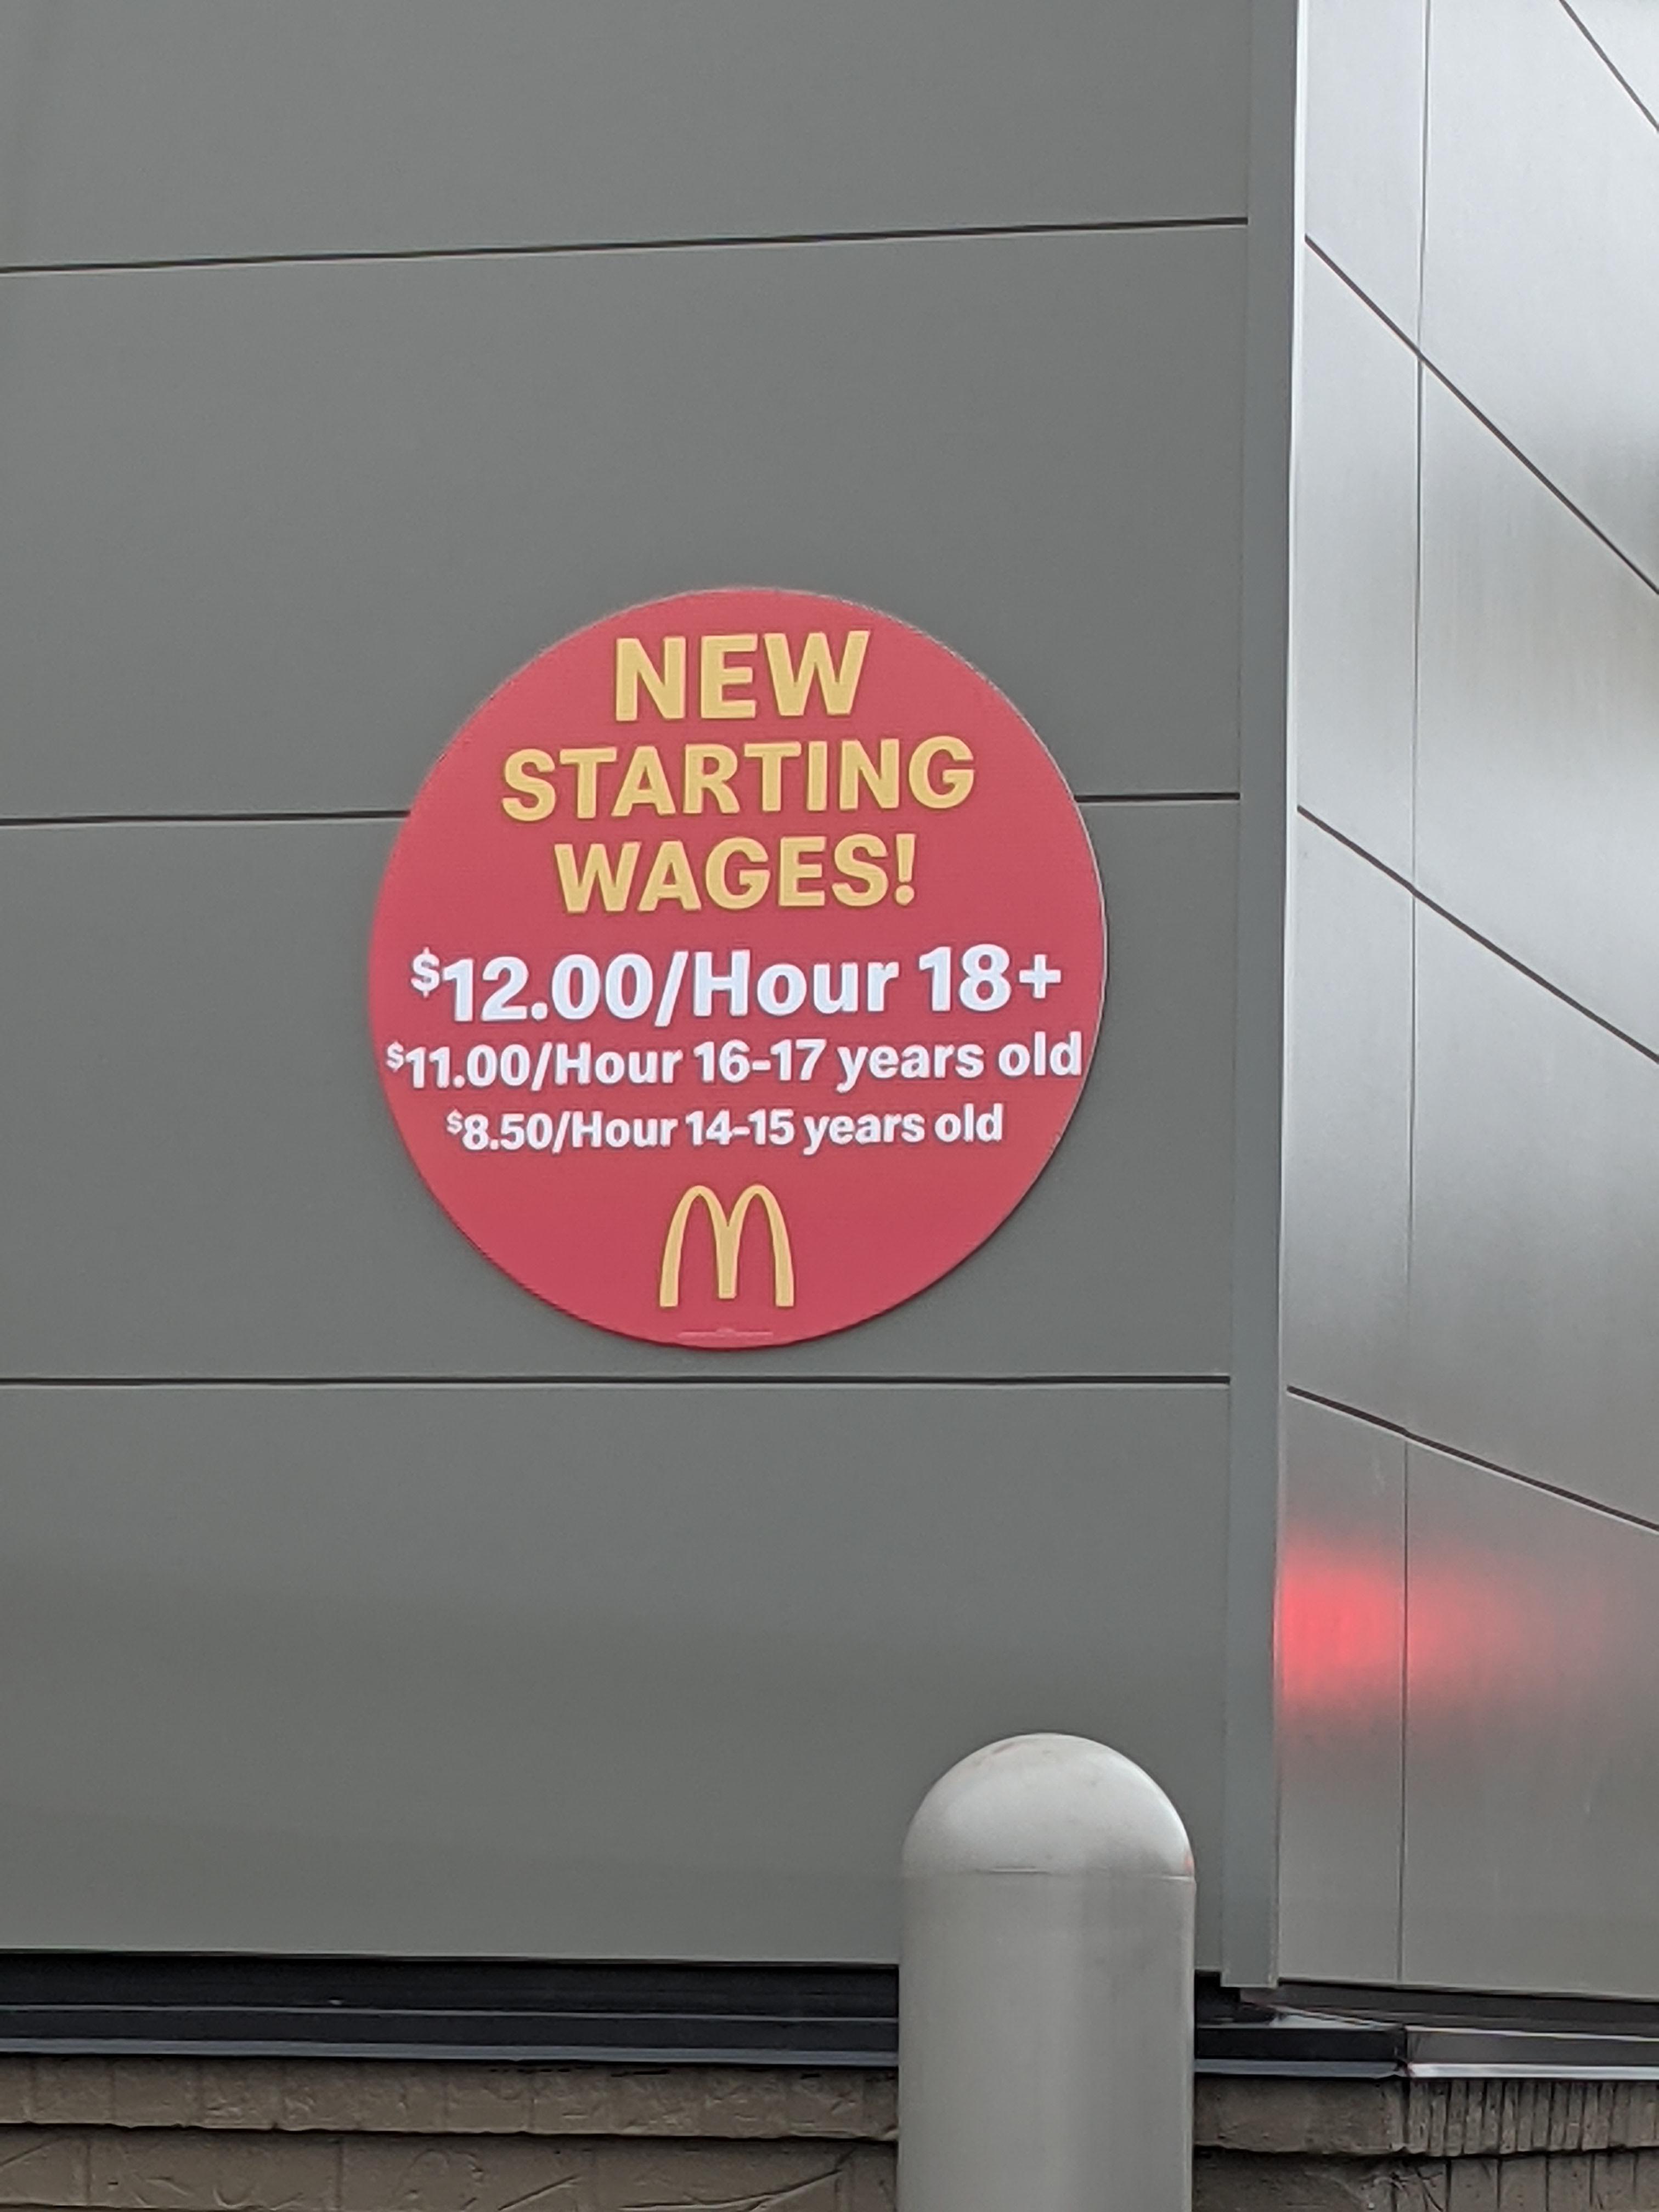 NEW
STARTING
WAGES!
$12.00/Hour 18+
$11.00/Hour 16-17 years old
$8.50/Hour 14-15 years old